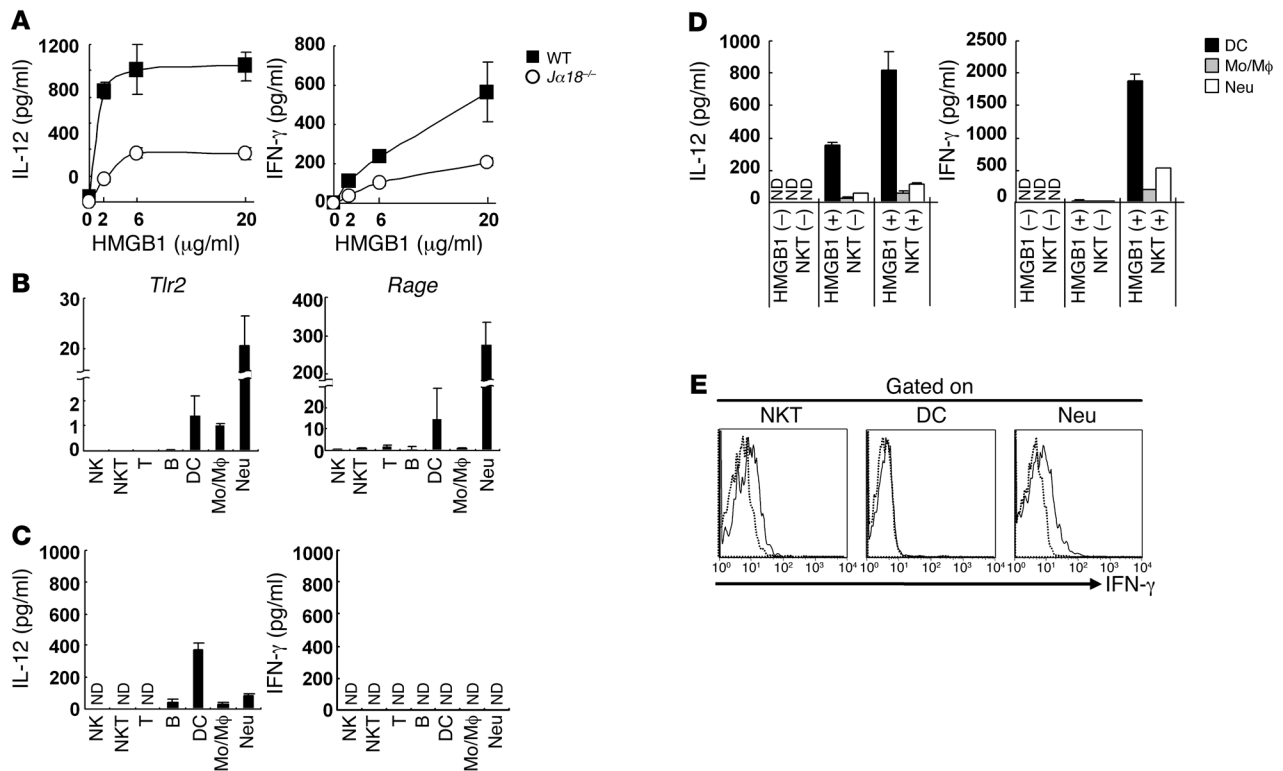 A
IL-12 (pg/ml)
1200
800
400
0
0 2 6 20
HMGB1 (μg/ml)
IFN-γ (pg/ml)
800
600
400
200
0
0 2 6 20
HMGB1 (μg/ml)
WT
Jα18–/–
B
Tlr2
30
20
2
1
0
NK NKT T B DC Mo/Mϕ Neu
Rage
400
300
200
20
10
0
NK NKT T B DC Mo/Mϕ Neu
C
IL-12 (pg/ml)
1000
800
600
400
200
0
ND ND ND
NK NKT T B DC Mo/Mϕ Neu
IFN-γ (pg/ml)
1000
800
600
400
200
0
ND ND ND ND ND ND ND
NK NKT T B DC Mo/Mϕ Neu
D
IL-12 (pg/ml)
1000
800
600
400
200
0
ND ND ND
HMGB1 (–) HMGB1 (+) HMGB1 (+)
NKT (–) NKT (–) NKT (+)
IFN-γ (pg/ml)
2500
2000
1500
1000
500
0
ND ND ND
HMGB1 (–) HMGB1 (+) HMGB1 (+)
NKT (–) NKT (–) NKT (+)
DC
Mo/Mϕ
Neu
E
Gated on
NKT DC Neu
10⁰ 10¹ 10² 10³ 10⁴ 10⁰ 10¹ 10² 10³ 10⁴ 10⁰ 10¹ 10² 10³ 10⁴
IFN-γ